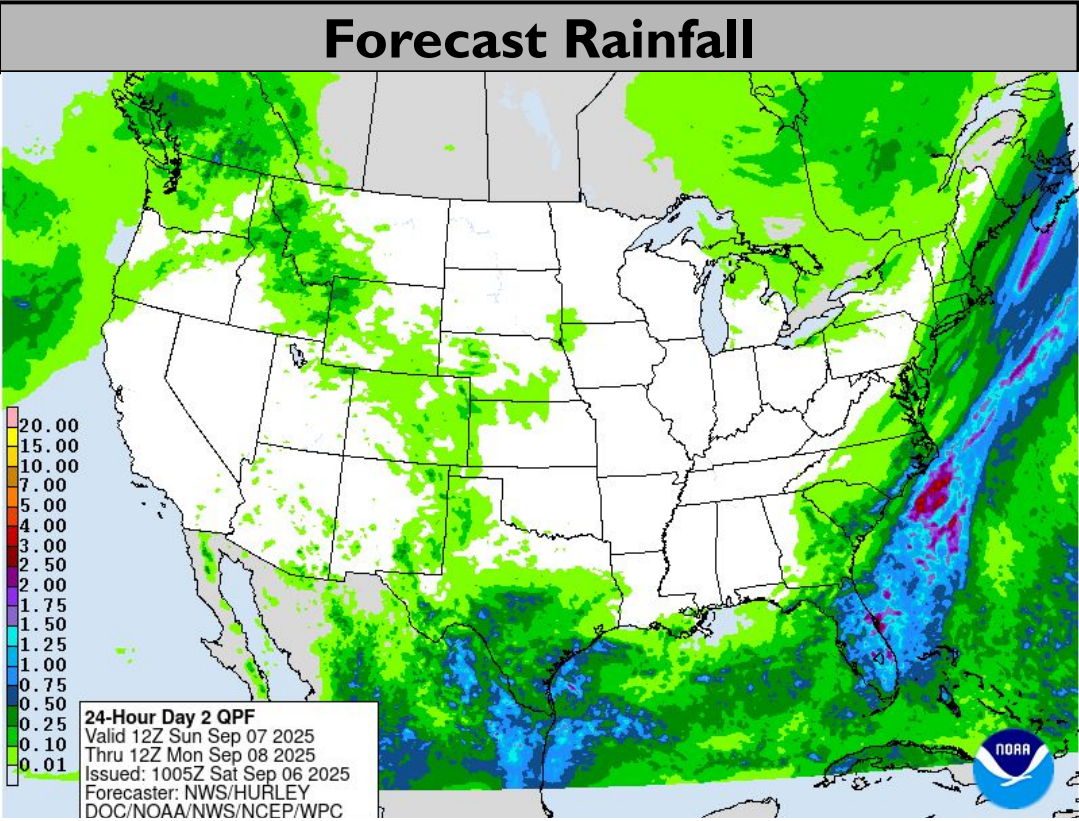 Forecast Rainfall
20.00
15.00
10.00
7.00
5.00
4.00
3.00
2.50
2.00
1.75
1.50
1.25
1.00
0.75
0.50
0.25
0.10
0.01
24-Hour Day 2 QPF
Valid 12Z Sun Sep 07 2025
Thru 12Z Mon Sep 08 2025
Issued: 1005Z Sat Sep 06 2025
Forecaster: NWS/HURLEY
DOC/NOAA/NWS/NCEP/WPC
NOAA